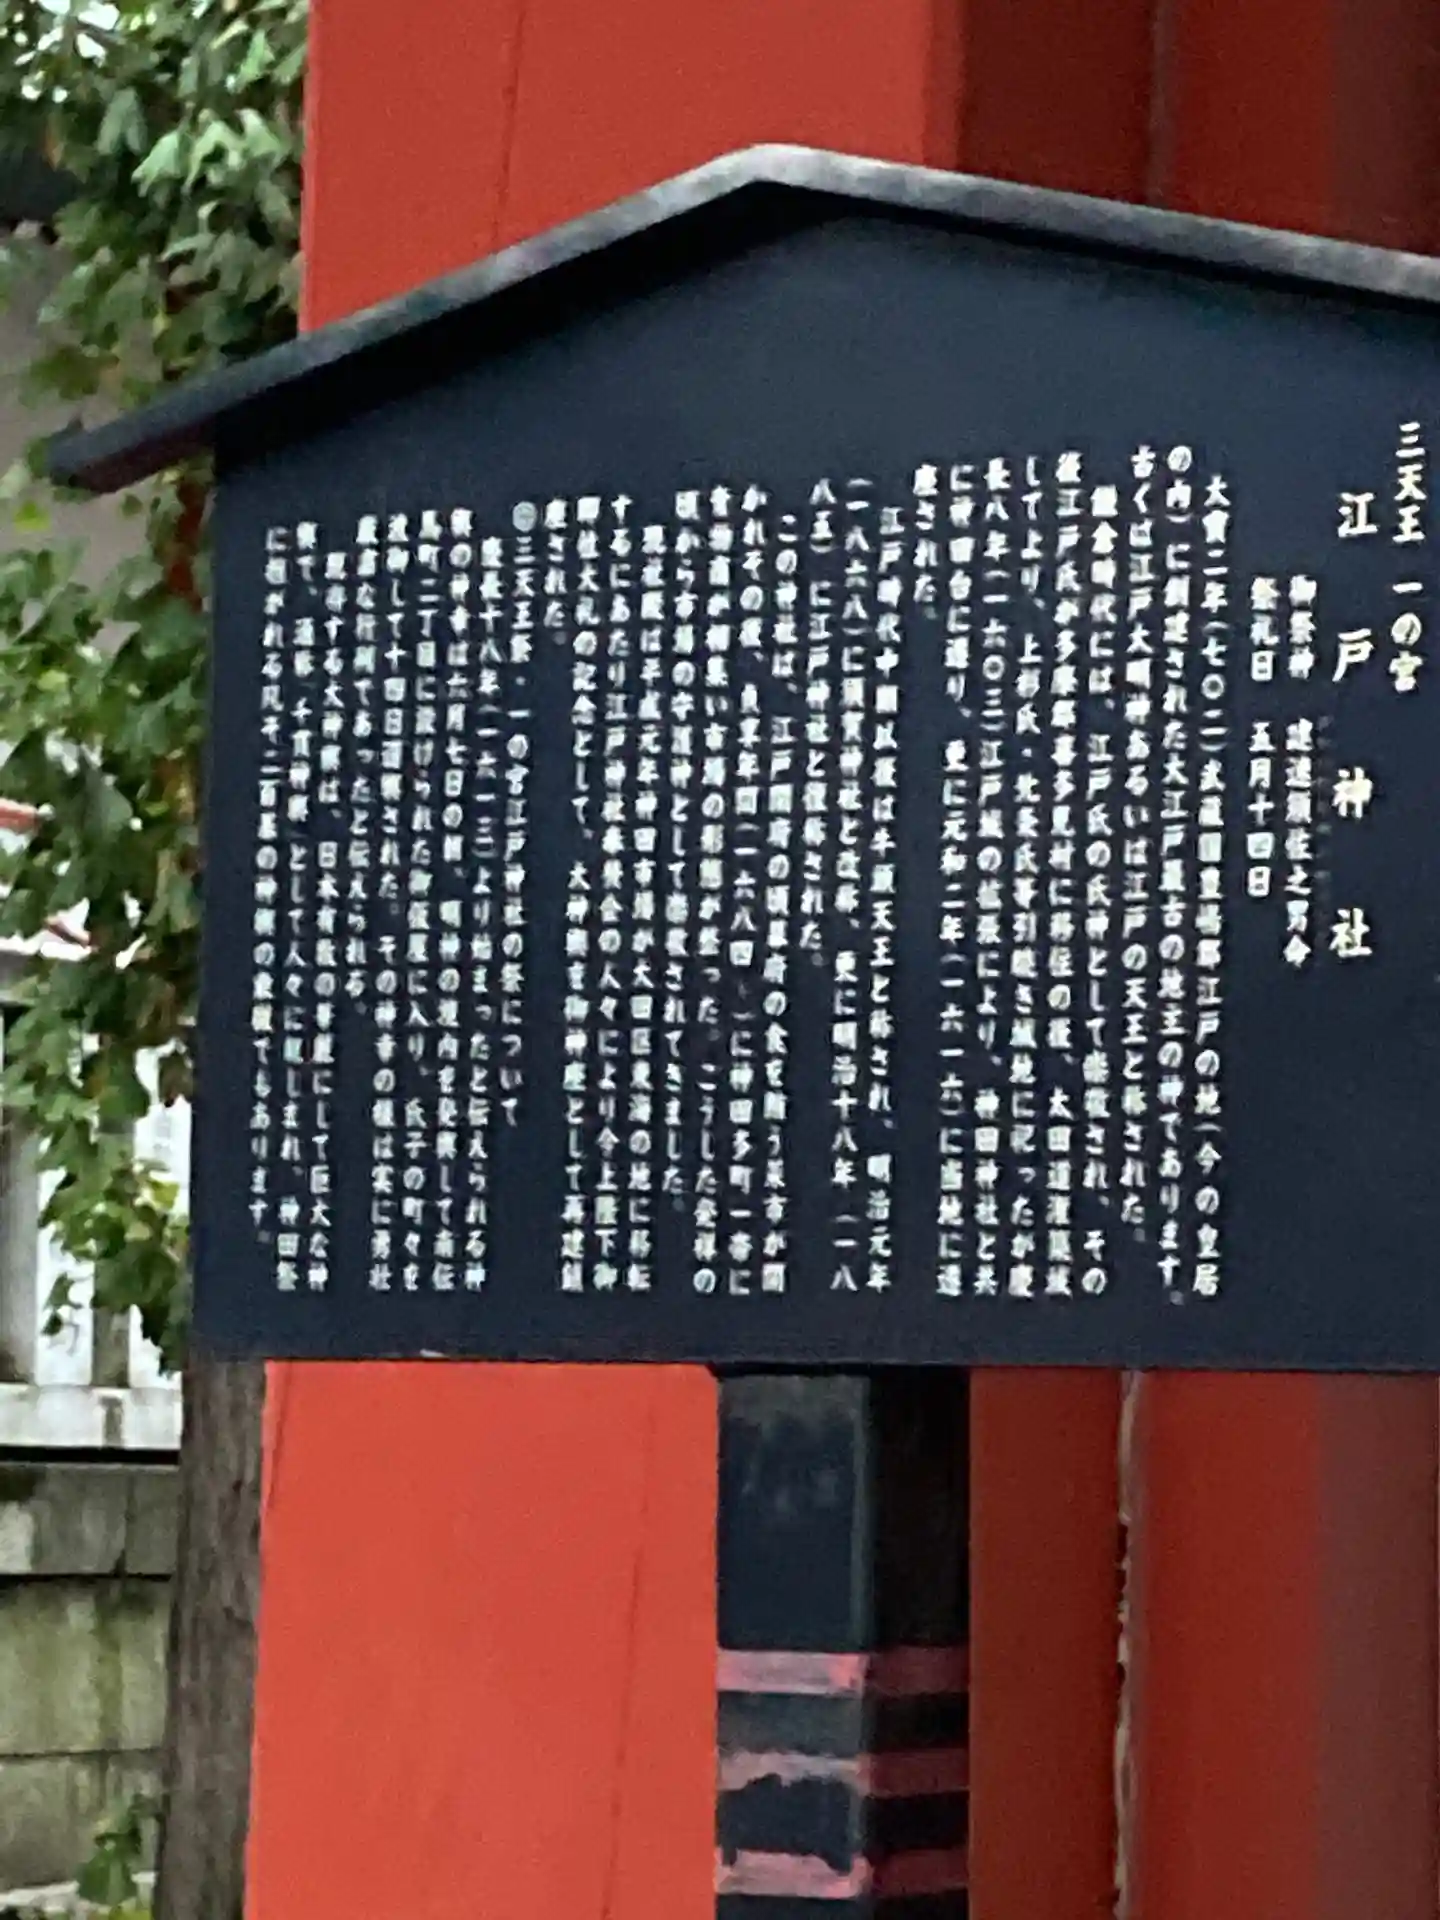 三天王 一の宮
江戸神社
御祭神 建速須佐之男命
祭礼日 五月十四日
大寶二年(七〇二)武蔵国豊嶋郡江戸の地(今の皇居
の内)に創建された大江戸最古の地主の神であります。
古くは江戸大明神あるいは江戸の天王と称された。
鎌倉時代には、江戸氏の氏神として崇敬され、その
後江戸氏が多摩郡喜多見村に移住の後、太田道灌築城
してより、上杉氏・北条氏等引続き城地に祀ったが慶
長八年(一六〇三)江戸城の拡張により、神田神社と共
に神田台に遷り、更に元和二年(一六一六)に当地に遷
座された。
江戸時代中期以後は牛頭天王と称され、明治元年
(一八六八)に須賀神社と改称、更に明治十八年(一八
八五)に江戸神社と復称された。
この神社は、江戸開府の頃幕府の食を賄う菜市が開
かれその後、貞享年間(一六八四〜)に神田多町一帯に
青物商が相集い市場の形態が整った。こうした発祥の
頃から市場の守護神として崇敬されてきました。
現社殿は平成元年神田市場が大田区東海の地に移転
するにあたり江戸神社奉賛会の人々により今上陛下御
即位大礼の記念として、大神輿を御神座として再建鎮
座された。
◎三天王祭・一の宮江戸神社の祭について
慶長十八年(一六一三)より始まったと伝えられる神
輿の神幸は六月七日の朝、明神の境内を発輿して南伝
馬町二丁目に設けられた御仮屋に入り、氏子の町々を
渡御して十四日還輿された。その神幸の様は実に勇壮
厳粛な行列であったと伝えられる。
現存する大神輿は、日本有数の華麗にして巨大な神
輿で、通称「千貫神輿」として人々に親しまれ、神田祭
に担がれる凡そ二百基の神輿の象徴でもあります。